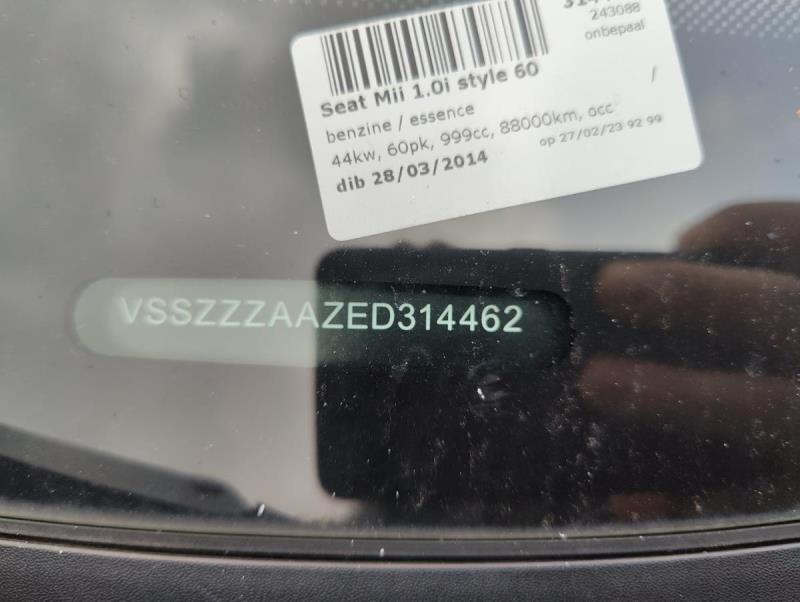 243088
onbepaal
Seat Mii 1.0i style 60
benzine / essence /
44kw, 60pk, 999cc, 88000km, occ
dib 28/03/2014
op 27/02/23 92 99
VSSZZZAAZED314462